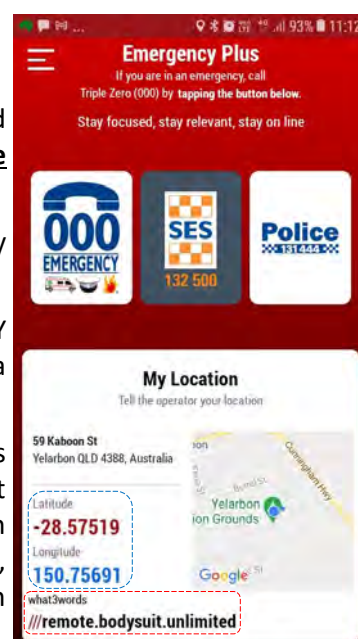 93% 11:12
Emergency Plus
If you are in an emergency, call
Triple Zero (000) by tapping the button below.
Stay focused, stay relevant, stay on line
000
EMERGENCY
SES
132 500
Police
131 444
My Location
Tell the operator your location
59 Kaboon St
Yelarbon QLD 4388, Australia
Latitude
-28.57519
Longitude
150.75691
Cunningham Hwy
Yelarbon
ion Grounds
Google
what3words
///remote.bodysuit.unlimited